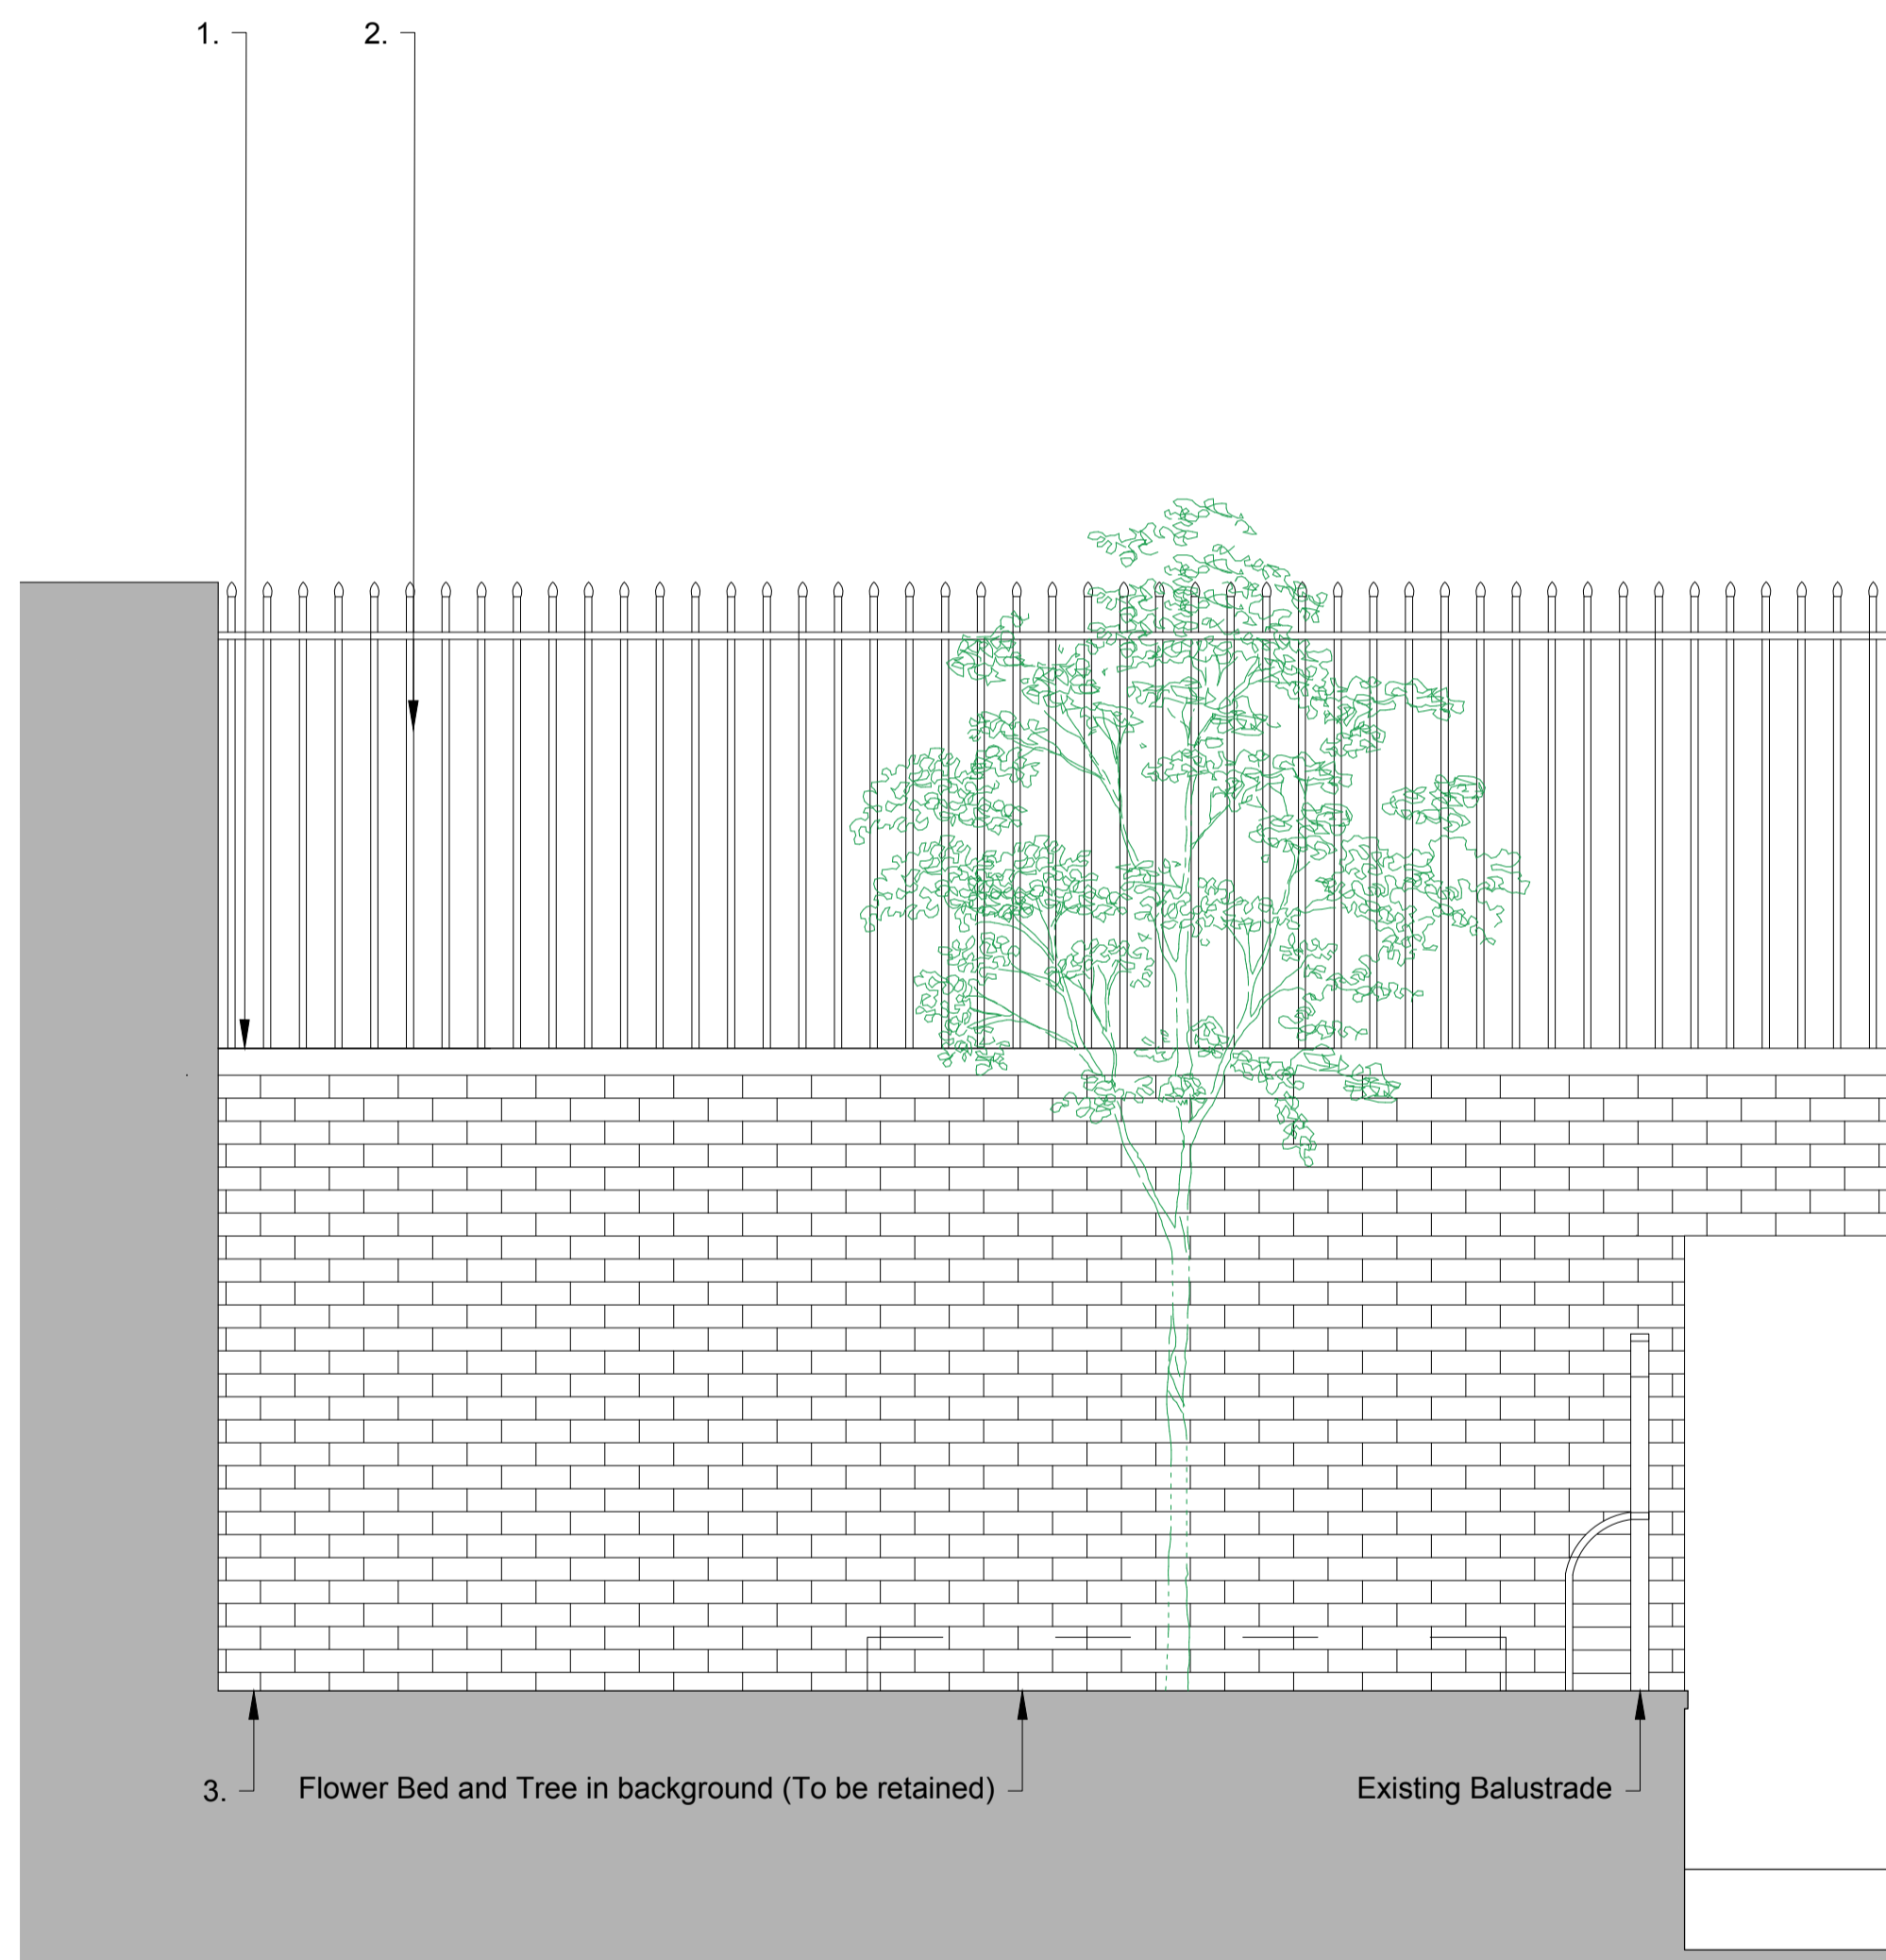 1.
2.
3.
Flower Bed and Tree in background (To be retained)
Existing Balustrade